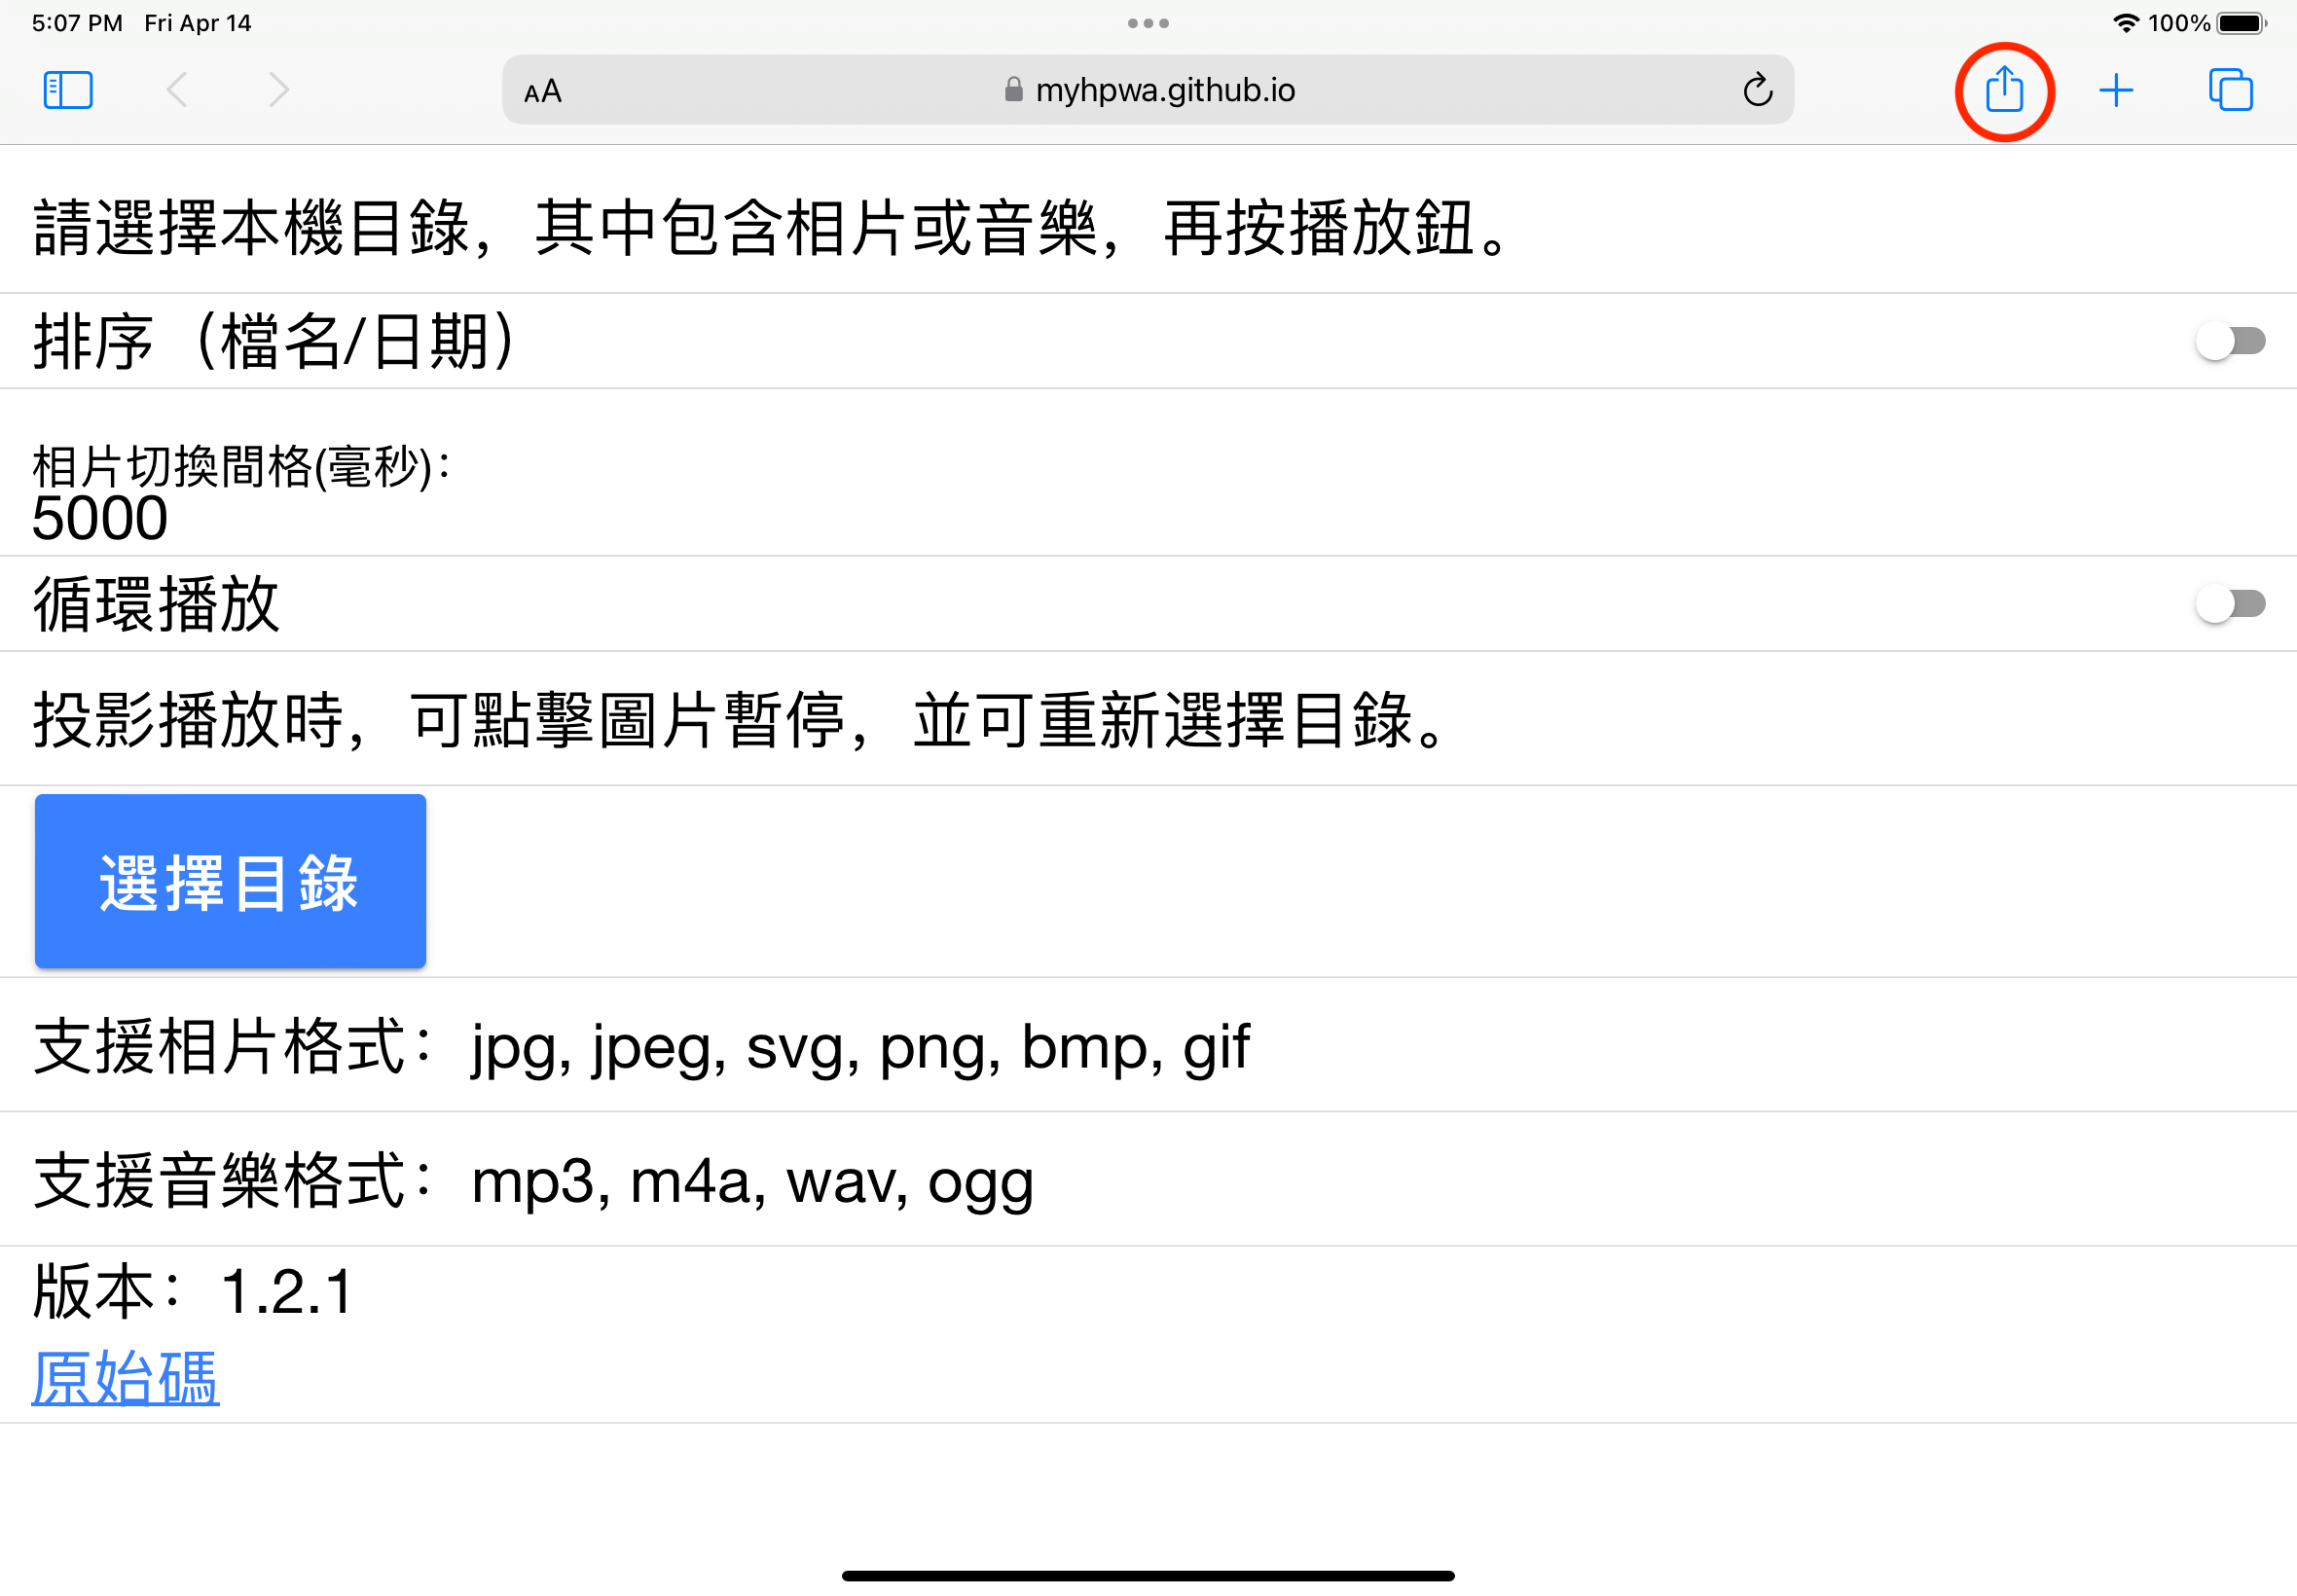 5:07 PM Fri Apr 14
100%
AA
myhpwa.github.io
請選擇本機目錄，其中包含相片或音樂，再按播放鈕。
排序（檔名/日期）
相片切換間格(毫秒)：
5000
循環播放
投影播放時，可點擊圖片暫停，並可重新選擇目錄。
選擇目錄
支援相片格式：jpg, jpeg, svg, png, bmp, gif
支援音樂格式：mp3, m4a, wav, ogg
版本：1.2.1
原始碼